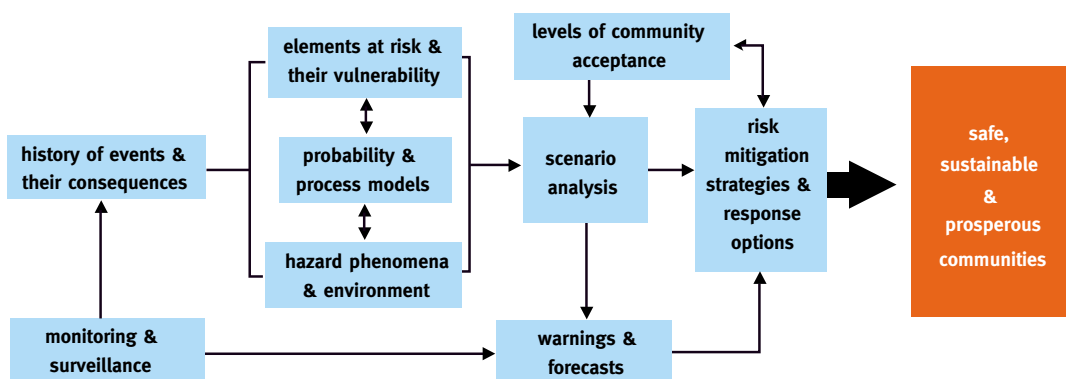 elements at risk &
their vulnerability
levels of community
acceptance
history of events &
their consequences
probability &
process models
scenario
analysis
risk
mitigation
strategies &
response
options
safe,
sustainable
&
prosperous
communities
hazard phenomena
& environment
monitoring &
surveillance
warnings &
forecasts